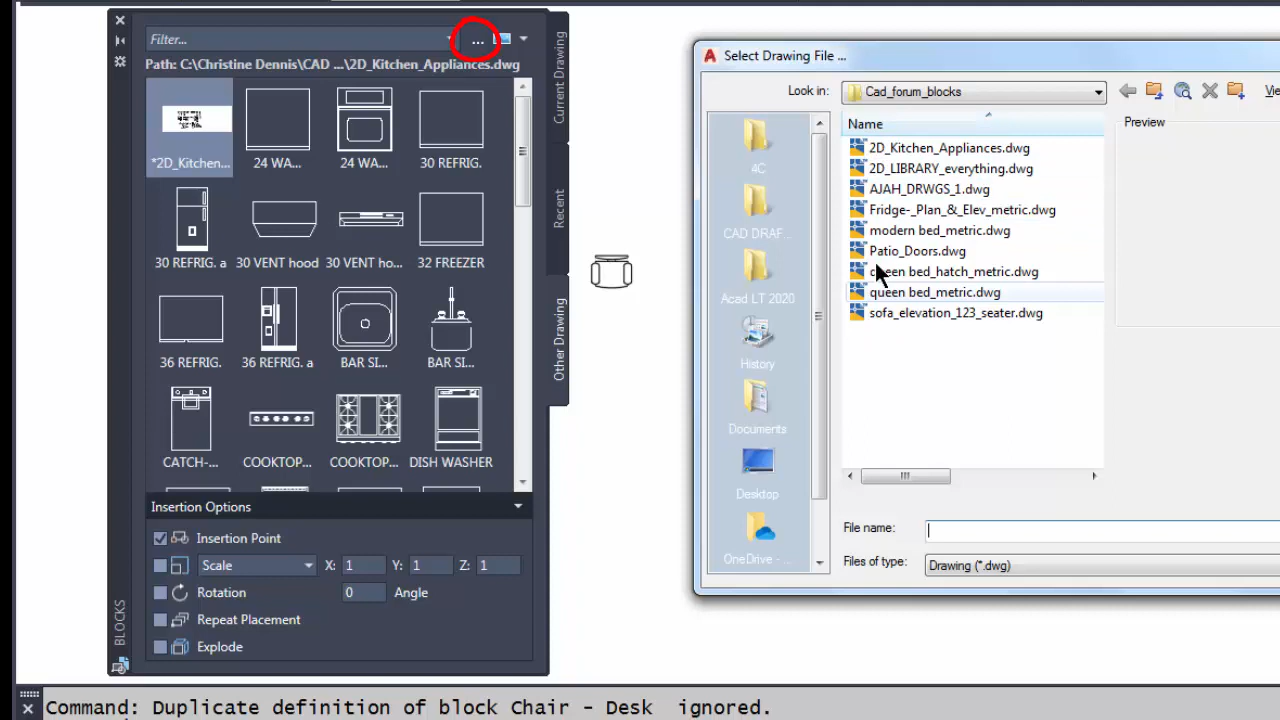 Filter...
...
Path: C:\Christine Dennis\CAD ...\2D_Kitchen_Appliances.dwg
*2D_Kitchen...
24 WA...
24 WA...
30 REFRIG.
30 REFRIG. a
30 VENT hood
30 VENT ho...
32 FREEZER
36 REFRIG.
36 REFRIG. a
BAR SI...
BAR SI...
CATCH-...
COOKTOP...
COOKTOP...
DISH WASHER
Current Drawing
Recent
Other Drawing
Insertion Options
Insertion Point
Scale X: 1 Y: 1 Z: 1
Rotation 0 Angle
Repeat Placement
Explode
BLOCKS
Select Drawing File ...
Look in: Cad_forum_blocks
4C
CAD DRAF...
Acad LT 2020
History
Documents
Desktop
OneDrive - ...
Name
2D_Kitchen_Appliances.dwg
2D_LIBRARY_everything.dwg
AJAH_DRWGS_1.dwg
Fridge-_Plan_&_Elev_metric.dwg
modern bed_metric.dwg
Patio_Doors.dwg
queen bed_hatch_metric.dwg
queen bed_metric.dwg
sofa_elevation_123_seater.dwg
Preview
File name:
Files of type: Drawing (*.dwg)
Command: Duplicate definition of block Chair - Desk  ignored.